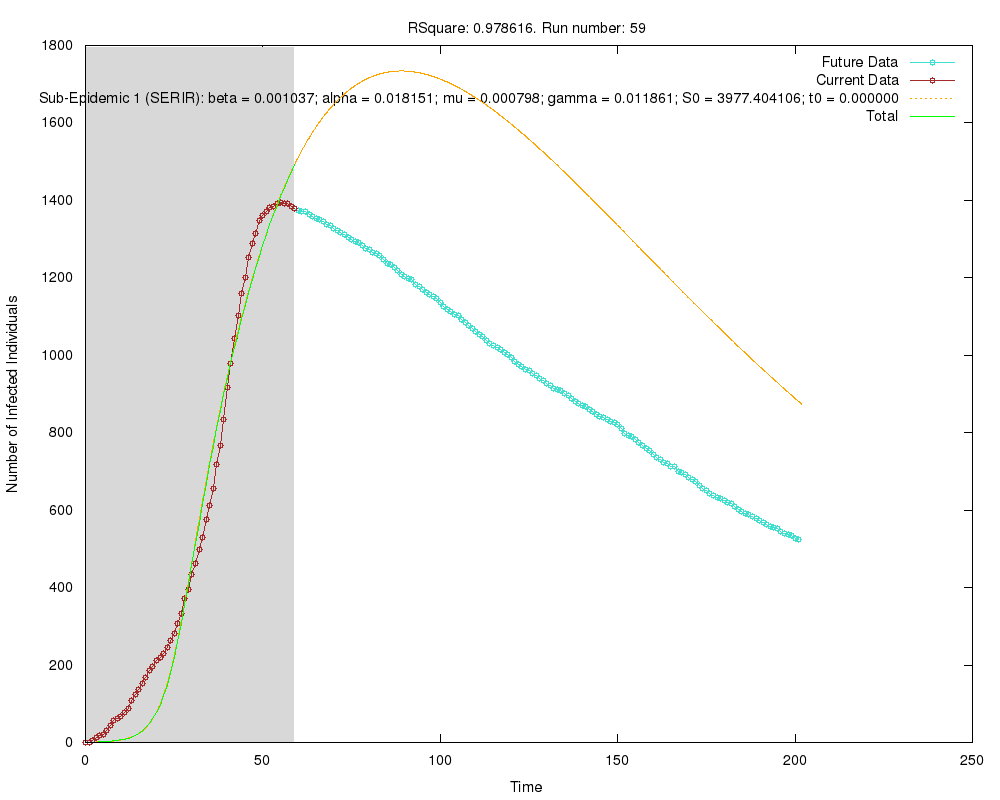 RSquare: 0.978616. Run number: 59
1800
1600
1400
1200
1000
800
600
400
200
0
Number of Infected Individuals
Future Data
Current Data
Sub-Epidemic 1 (SERIR): beta = 0.001037; alpha = 0.018151; mu = 0.000798; gamma = 0.011861; S0 = 3977.404106; t0 = 0.000000
Total
0 50 100 150 200 250
Time